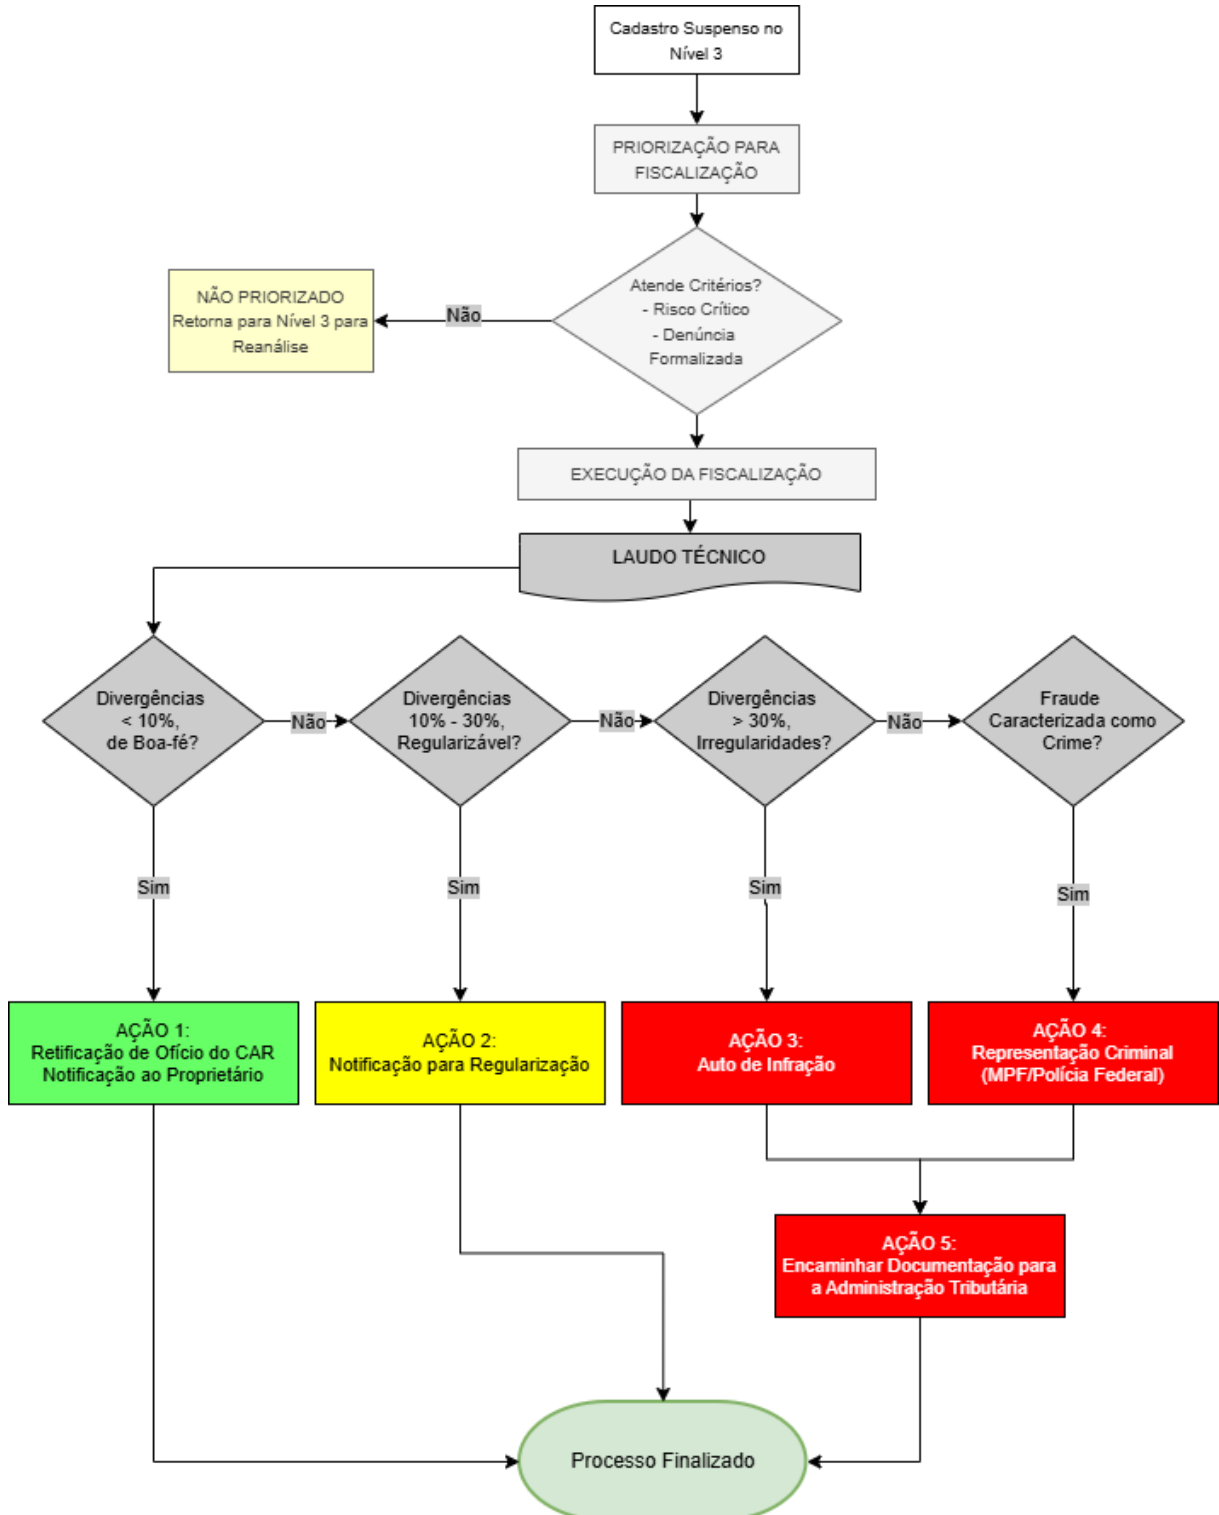 Cadastro Suspenso no
Nível 3
PRIORIZAÇÃO PARA
FISCALIZAÇÃO
Atende Critérios?
- Risco Crítico
- Denúncia
Formalizada
Não
NÃO PRIORIZADO
Retorna para Nível 3 para
Reanálise
EXECUÇÃO DA FISCALIZAÇÃO
LAUDO TÉCNICO
Divergências
< 10%,
de Boa-fé?
Não
Divergências
10% - 30%,
Regularizável?
Não
Divergências
> 30%,
Irregularidades?
Não
Fraude
Caracterizada como
Crime?
Sim
Sim
Sim
Sim
AÇÃO 1:
Retificação de Ofício do CAR
Notificação ao Proprietário
AÇÃO 2:
Notificação para Regularização
AÇÃO 3:
Auto de Infração
AÇÃO 4:
Representação Criminal
(MPF/Polícia Federal)
AÇÃO 5:
Encaminhar Documentação para
a Administração Tributária
Processo Finalizado